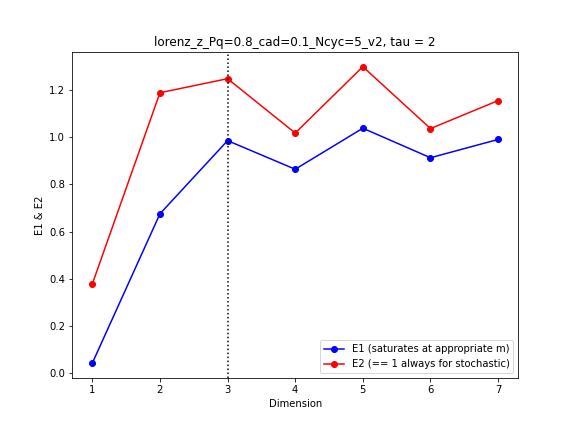 lorenz_z_Pq=0.8_cad=0.1_Ncyc=5_v2, tau = 2
E1 & E2
1.2
1.0
0.8
0.6
0.4
0.2
0.0
E1 (saturates at appropriate m)
E2 (== 1 always for stochastic)
1 2 3 4 5 6 7
Dimension